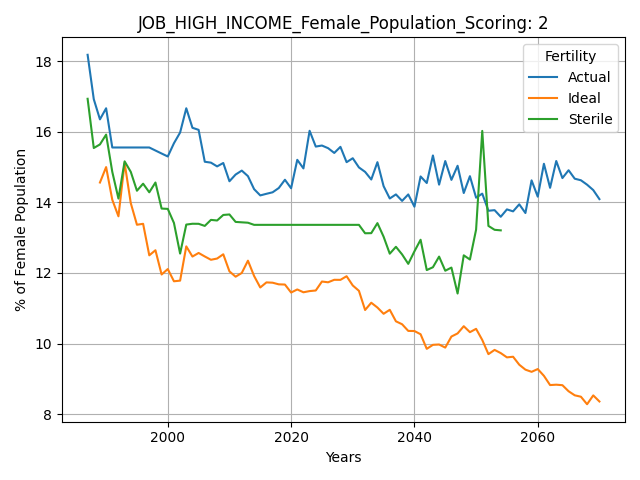 JOB_HIGH_INCOME_Female_Population_Scoring: 2
Fertility
Actual
Ideal
Sterile
% of Female Population
18
16
14
12
10
8
2000
2020
2040
2060
Years